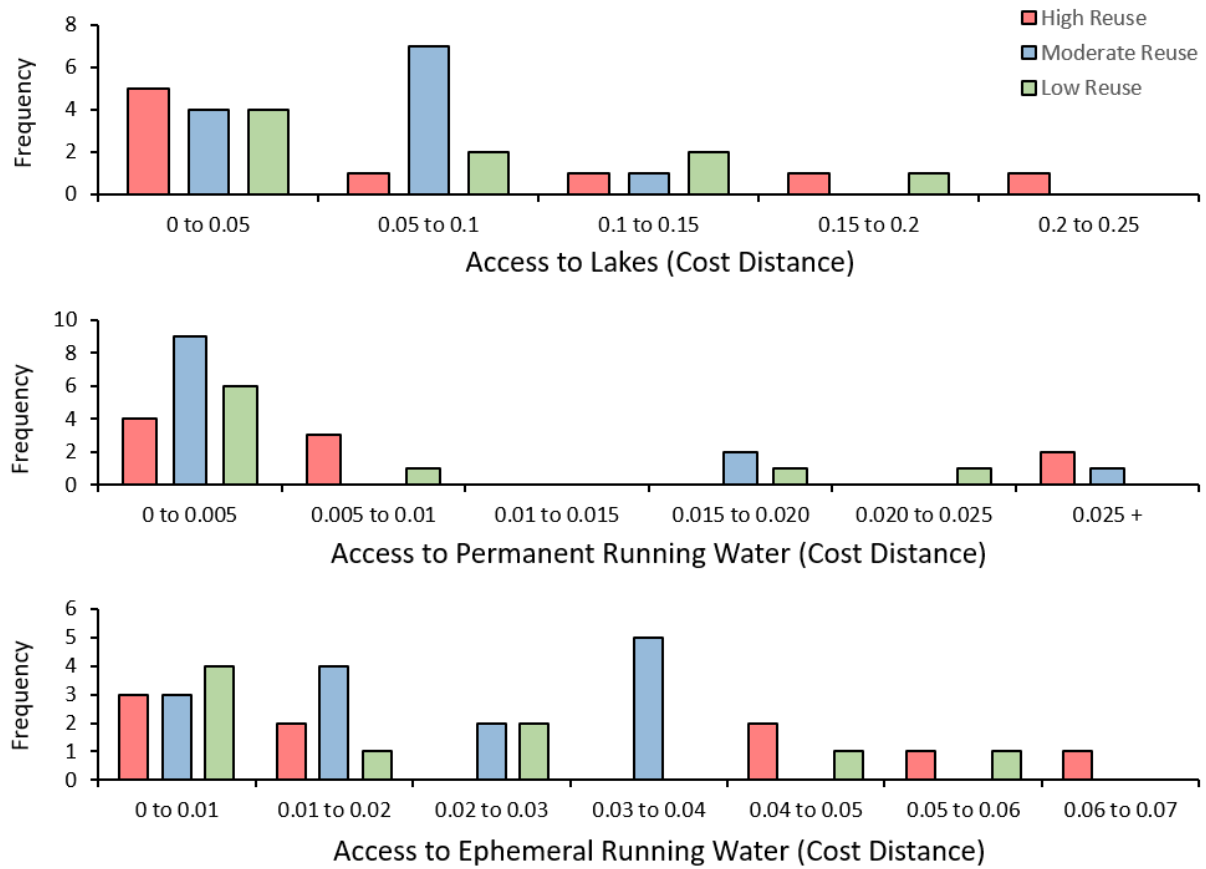 High Reuse
Moderate Reuse
Low Reuse
Frequency
8
6
4
2
0
0 to 0.05 0.05 to 0.1 0.1 to 0.15 0.15 to 0.2 0.2 to 0.25
Access to Lakes (Cost Distance)
Frequency
10
8
6
4
2
0
0 to 0.005 0.005 to 0.01 0.01 to 0.015 0.015 to 0.020 0.020 to 0.025 0.025 +
Access to Permanent Running Water (Cost Distance)
Frequency
6
5
4
3
2
1
0
0 to 0.01 0.01 to 0.02 0.02 to 0.03 0.03 to 0.04 0.04 to 0.05 0.05 to 0.06 0.06 to 0.07
Access to Ephemeral Running Water (Cost Distance)